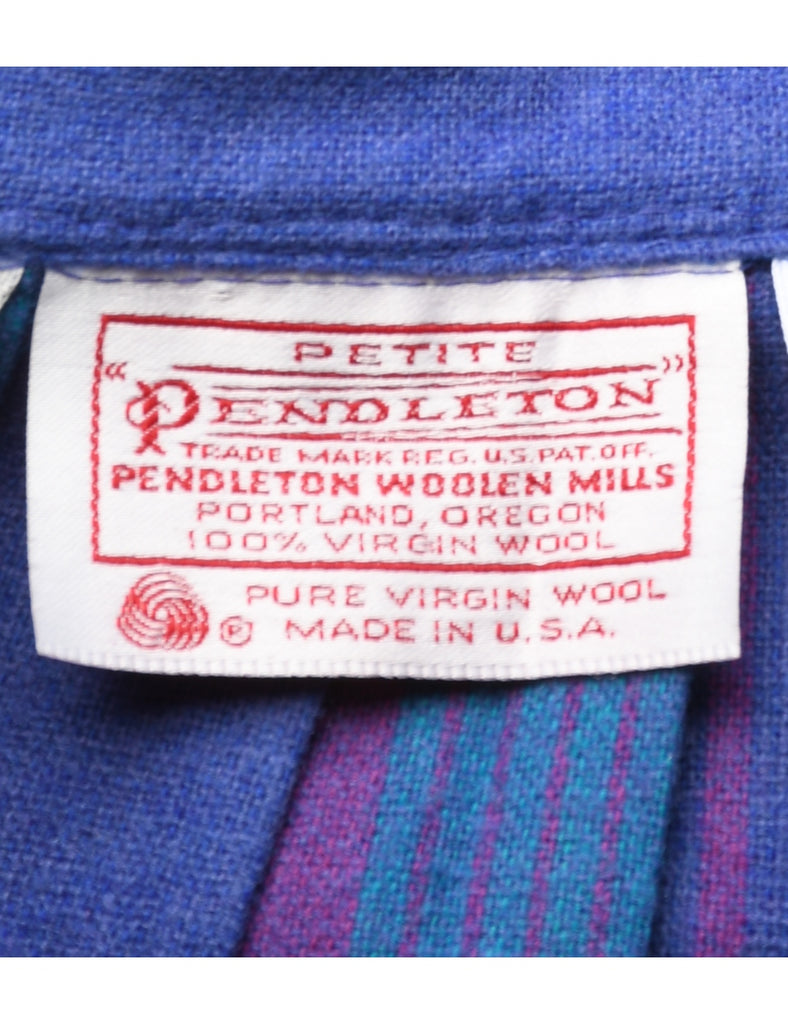 PETITE
"PENDLETON"
TRADE MARK REG. U.S. PAT. OFF.
PENDLETON WOOLEN MILLS
PORTLAND, OREGON
100% VIRGIN WOOL
PURE VIRGIN WOOL
® MADE IN U.S.A.